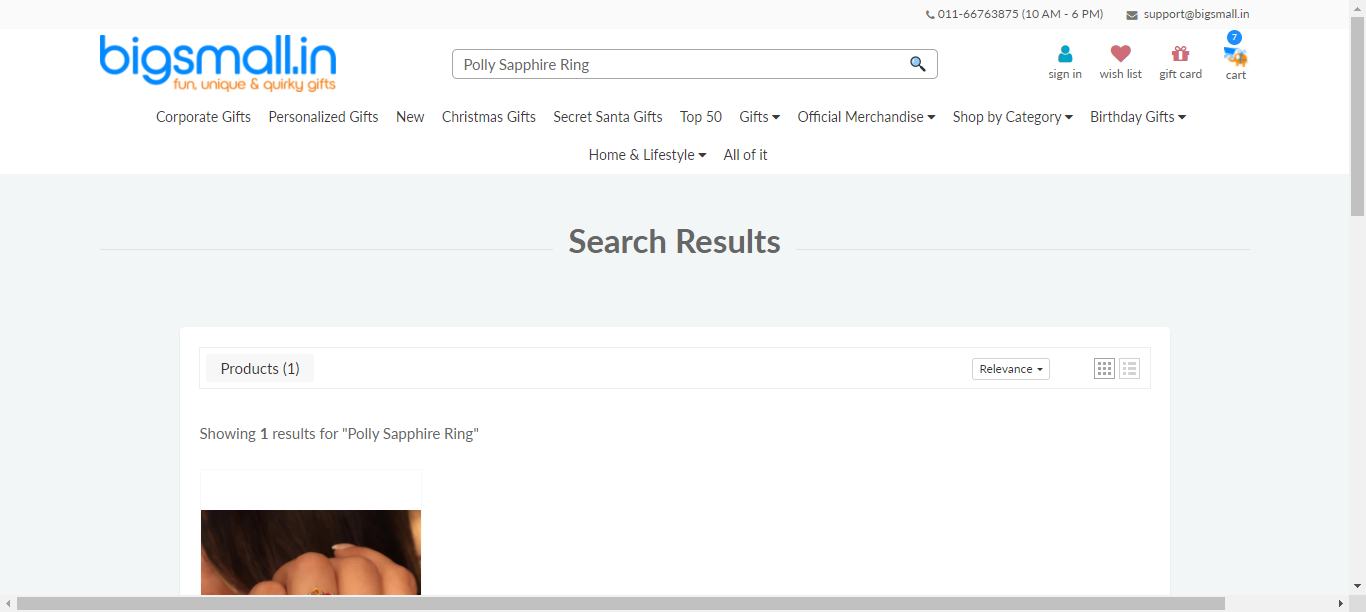 011-66763875 (10 AM - 6 PM) support@bigsmall.in
bigsmall.in
fun, unique & quirky gifts
Polly Sapphire Ring
sign in wish list gift card 7 cart
Corporate Gifts Personalized Gifts New Christmas Gifts Secret Santa Gifts Top 50 Gifts Official Merchandise Shop by Category Birthday Gifts
Home & Lifestyle All of it
Search Results
Products (1) Relevance
Showing 1 results for "Polly Sapphire Ring"